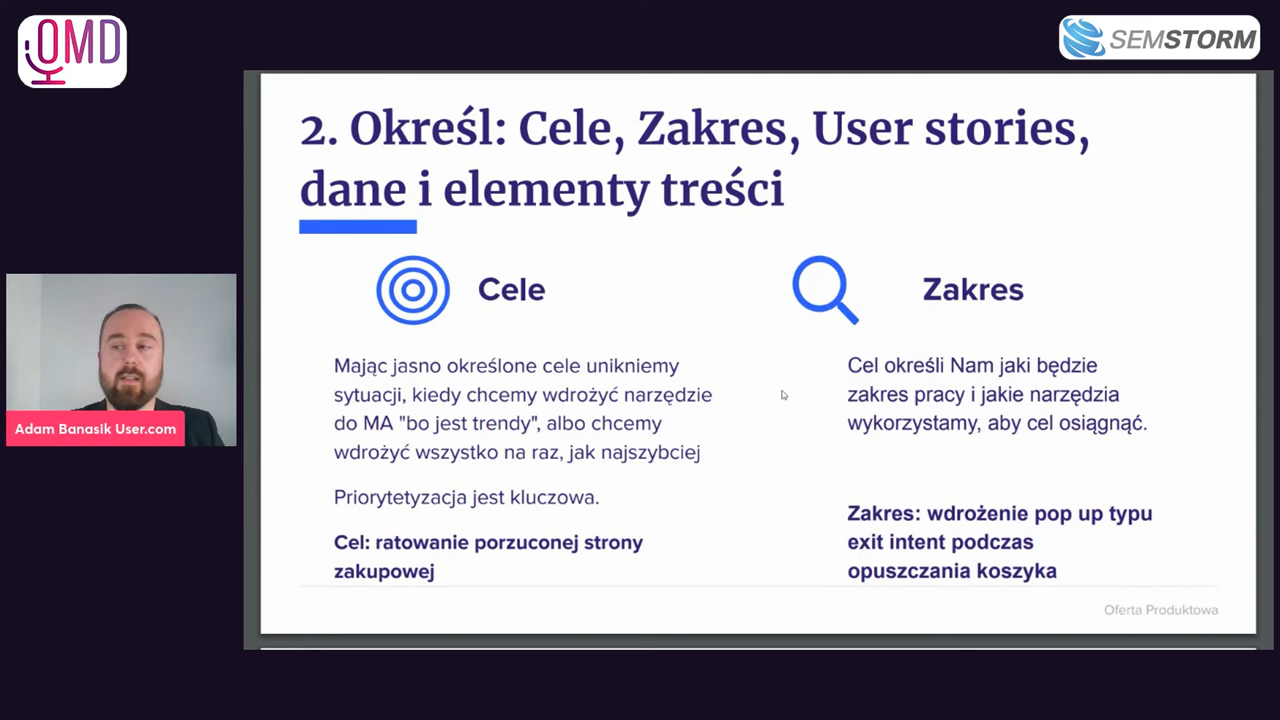 OMD
SEMSTORM
2. Określ: Cele, Zakres, User stories,
dane i elementy treści
Cele
Mając jasno określone cele unikniemy
sytuacji, kiedy chcemy wdrożyć narzędzie
do MA "bo jest trendy", albo chcemy
wdrożyć wszystko na raz, jak najszybciej
Priorytetyzacja jest kluczowa.
Cel: ratowanie porzuconej strony
zakupowej
Zakres
Cel określi Nam jaki będzie
zakres pracy i jakie narzędzia
wykorzystamy, aby cel osiągnąć.
Zakres: wdrożenie pop up typu
exit intent podczas
opuszczania koszyka
Oferta Produktowa
Adam Banasik User.com